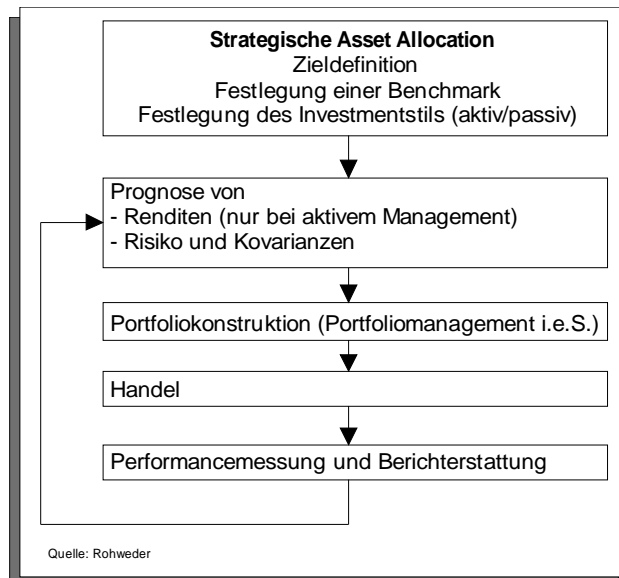 Strategische Asset Allocation
Zieldefinition
Festlegung einer Benchmark
Festlegung des Investmentstils (aktiv/passiv)
Prognose von
- Renditen (nur bei aktivem Management)
- Risiko und Kovarianzen
Portfoliokonstruktion (Portfoliomanagement i.e.S.)
Handel
Performancemessung und Berichterstattung
Quelle: Rohweder